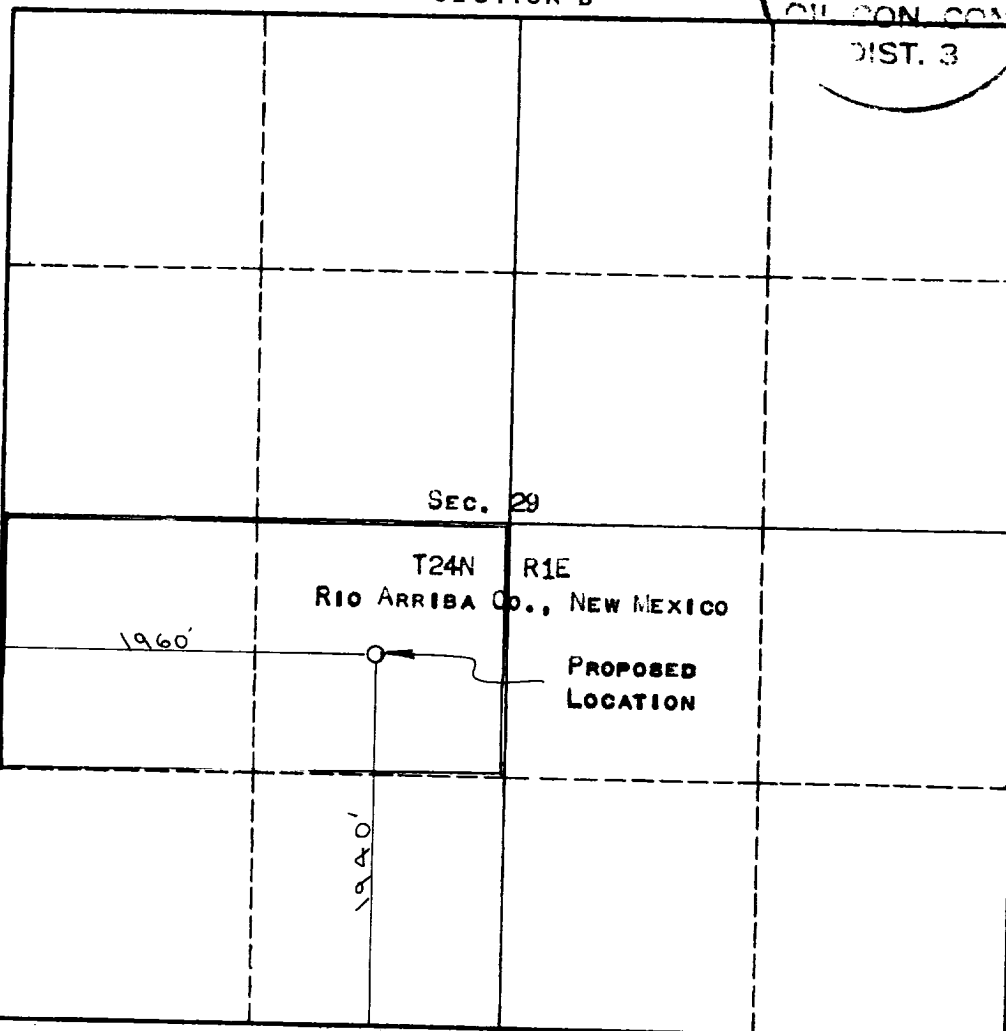 DIST. 3
SEC. 29
T24N R1E
RIO ARRIBA CO., NEW MEXICO
1960'
PROPOSED
LOCATION
1940'